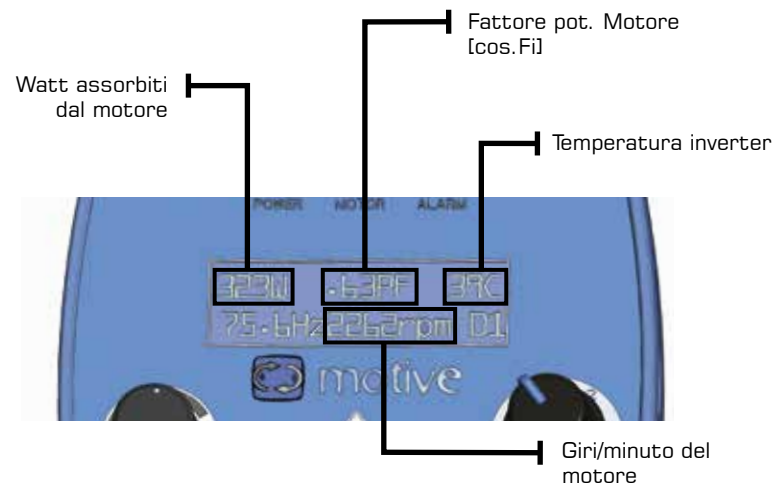 Fattore pot. Motore
[cos.Fi]
Watt assorbiti
dal motore
Temperatura inverter
POWER MOTOR ALARM
323W .63PF 39C
75.6Hz 2262rpm D1
motive
Giri/minuto del
motore